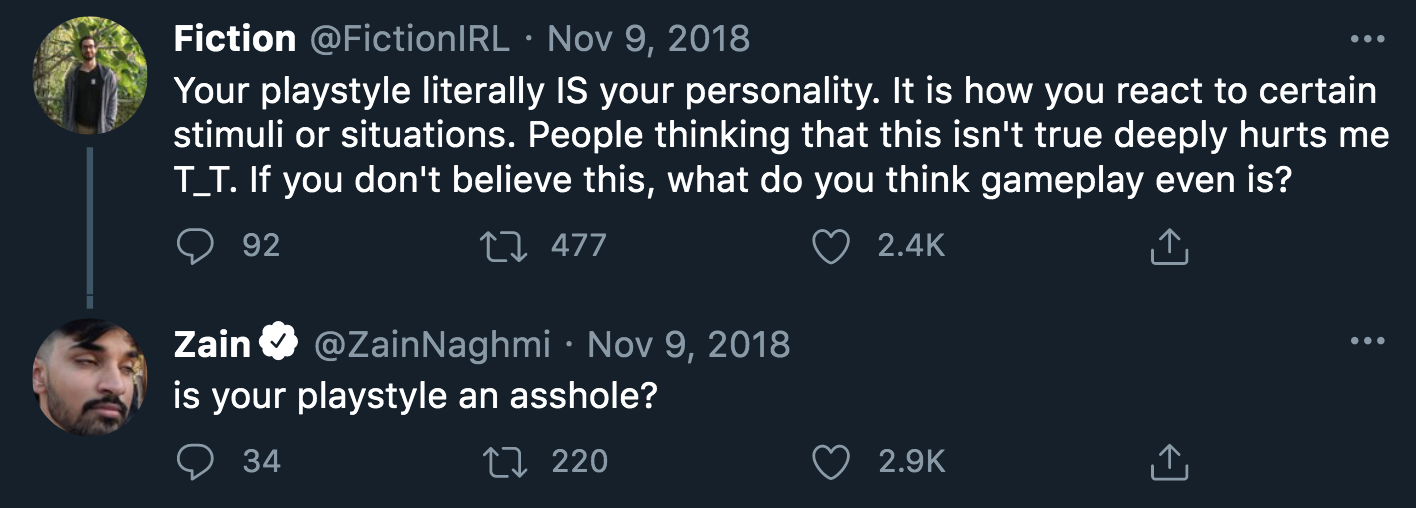 Fiction @FictionIRL · Nov 9, 2018
Your playstyle literally IS your personality. It is how you react to certain
stimuli or situations. People thinking that this isn't true deeply hurts me
T_T. If you don't believe this, what do you think gameplay even is?
92 477 2.4K
Zain @ZainNaghmi · Nov 9, 2018
is your playstyle an asshole?
34 220 2.9K